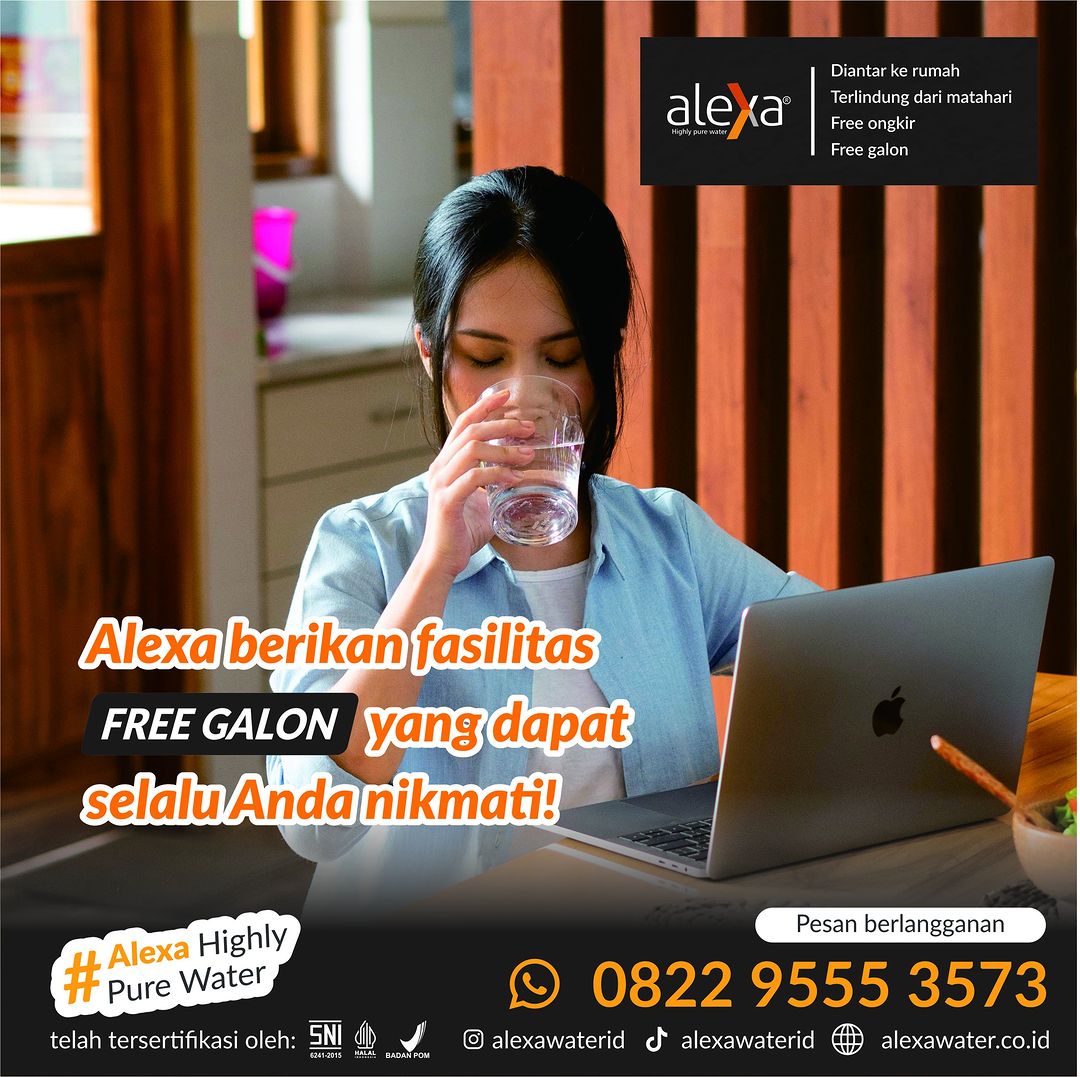 alexa®
Highly pure water
Diantar ke rumah
Terlindung dari matahari
Free ongkir
Free galon
Alexa berikan fasilitas
FREE GALON yang dapat
selalu Anda nikmati!
#Alexa Highly
Pure Water
Pesan berlangganan
0822 9555 3573
telah tersertifikasi oleh: SNI 6241-2015 HALAL INDONESIA BADAN POM
alexawaterid alexawaterid alexawater.co.id